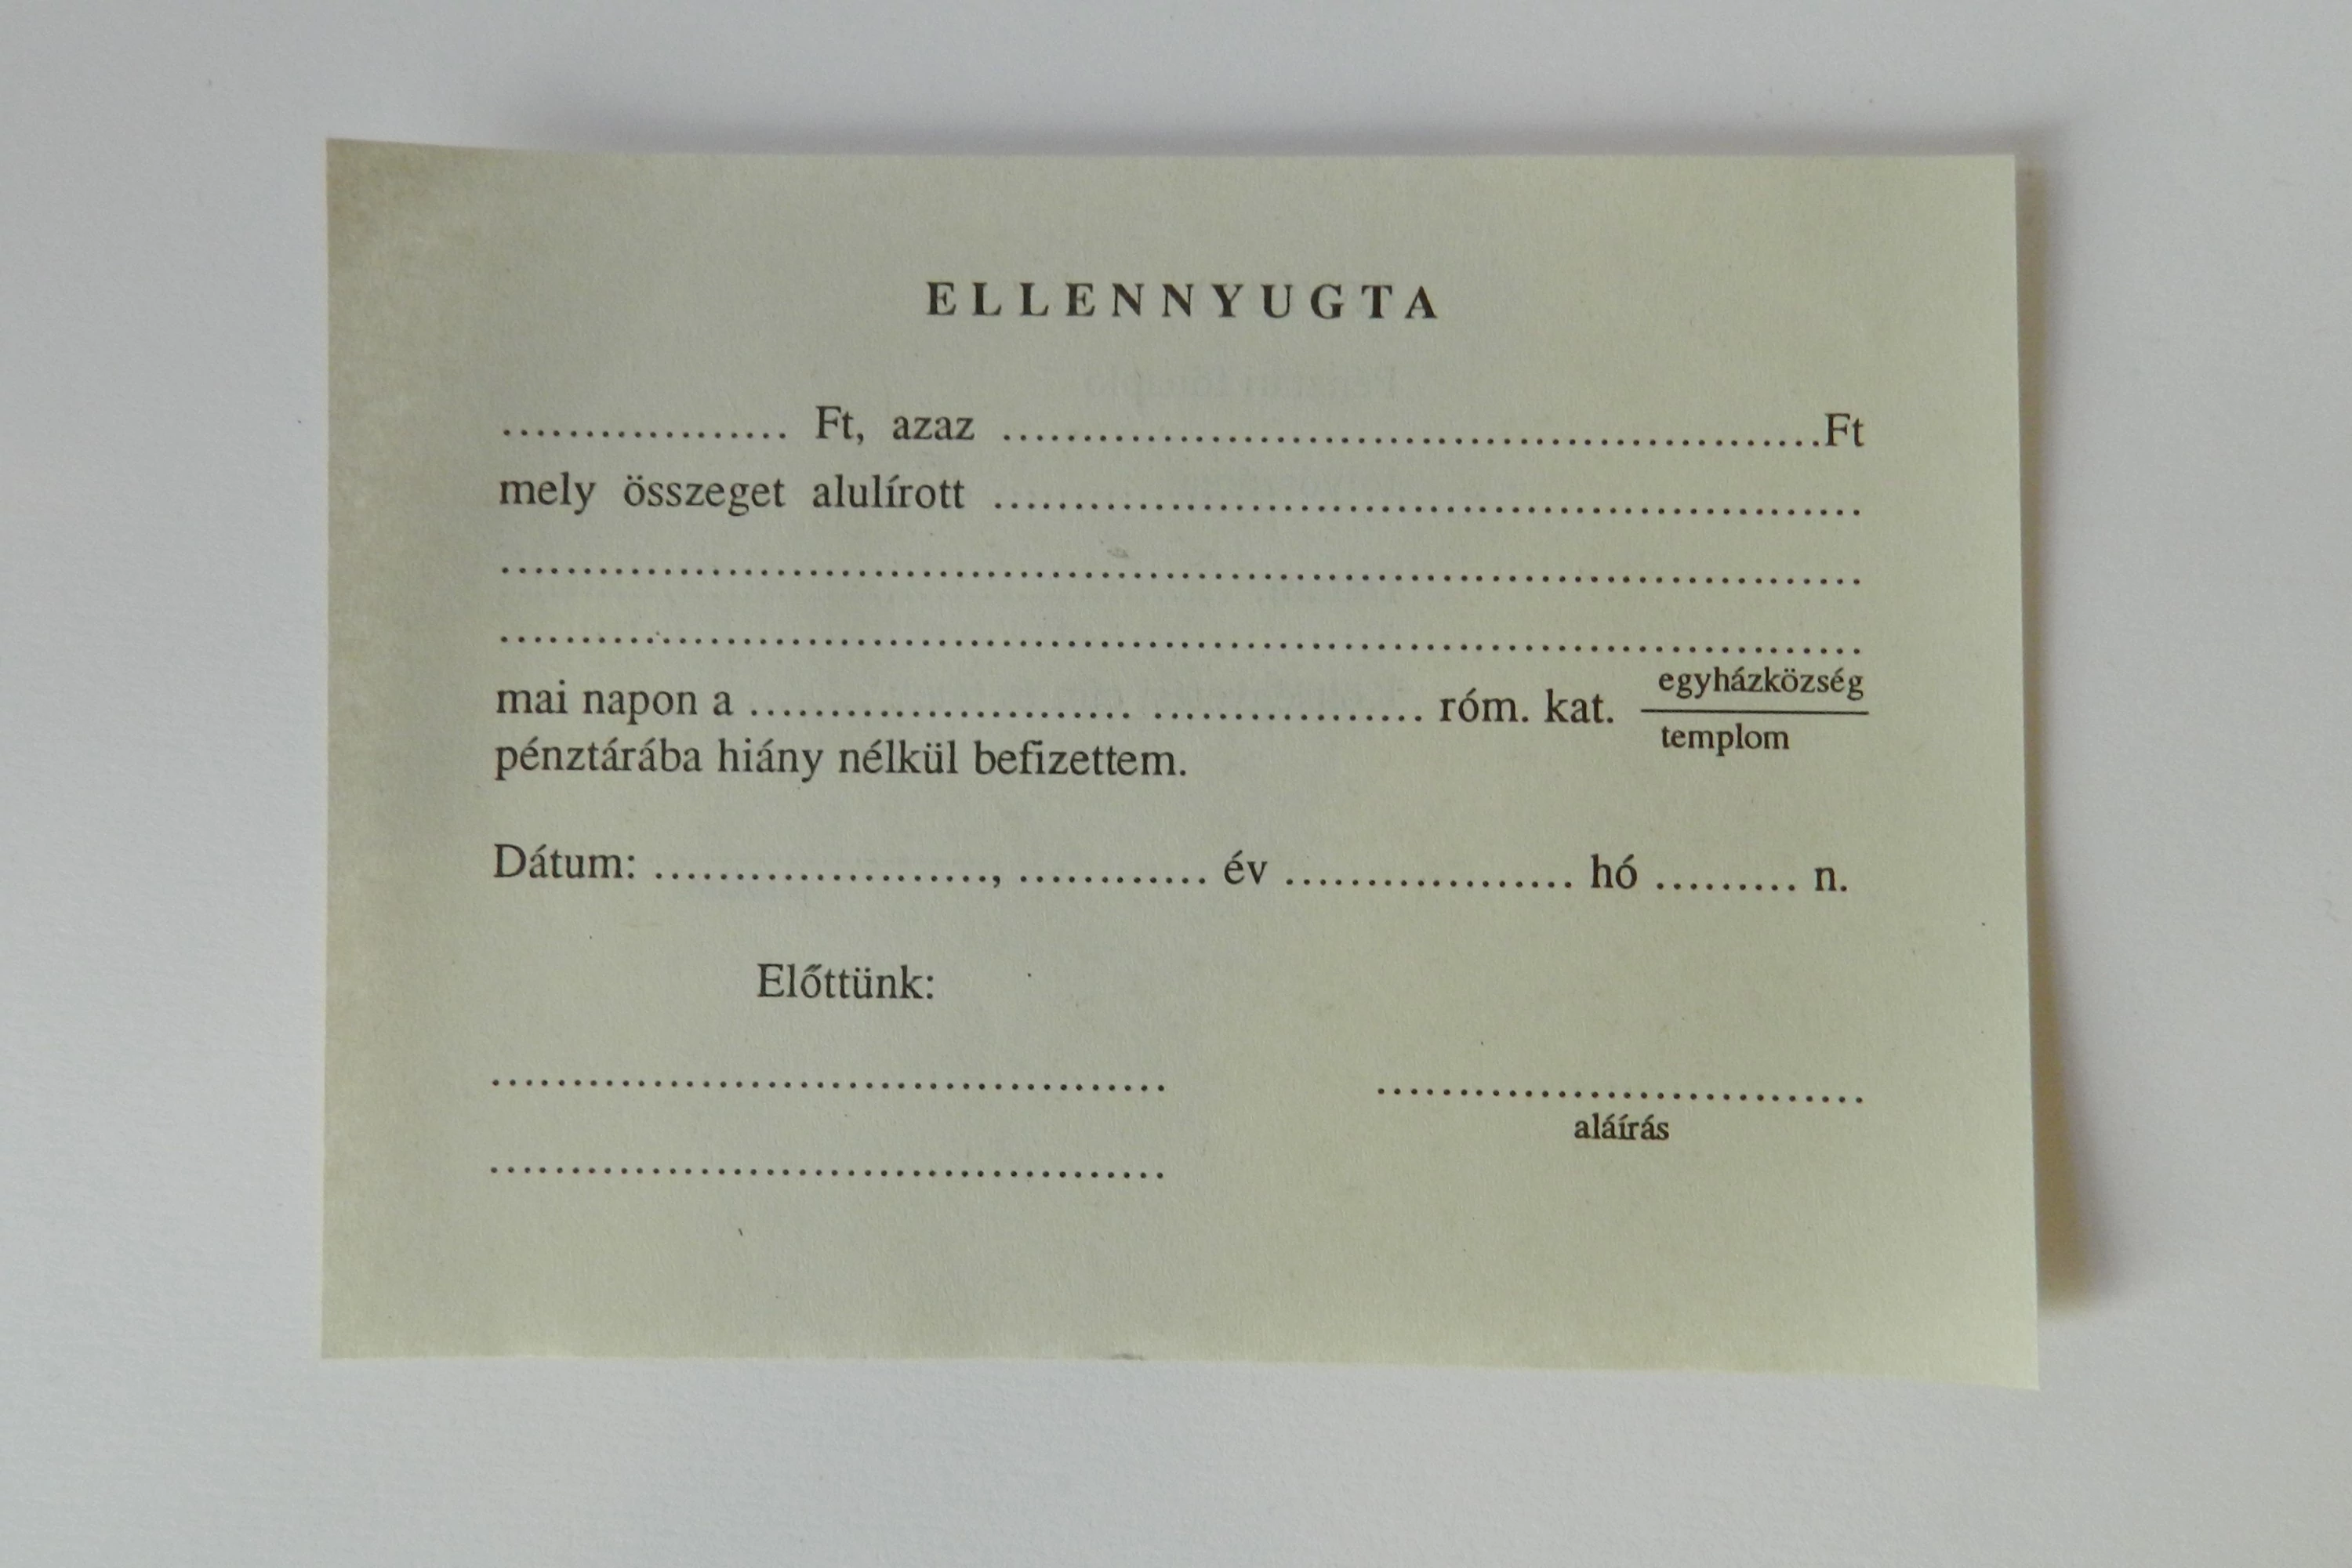 ELLENNYUGTA
.................. Ft, azaz ...................................................Ft
mely összeget alulírott ......................................................
.....................................................................................
.....................................................................................
mai napon a ........................ ................. róm. kat. egyházközség
templom
pénztárába hiány nélkül befizettem.
Dátum: ....................., ............ év .................. hó ......... n.
Előttünk:
.......................................... ..............................
aláírás
..........................................